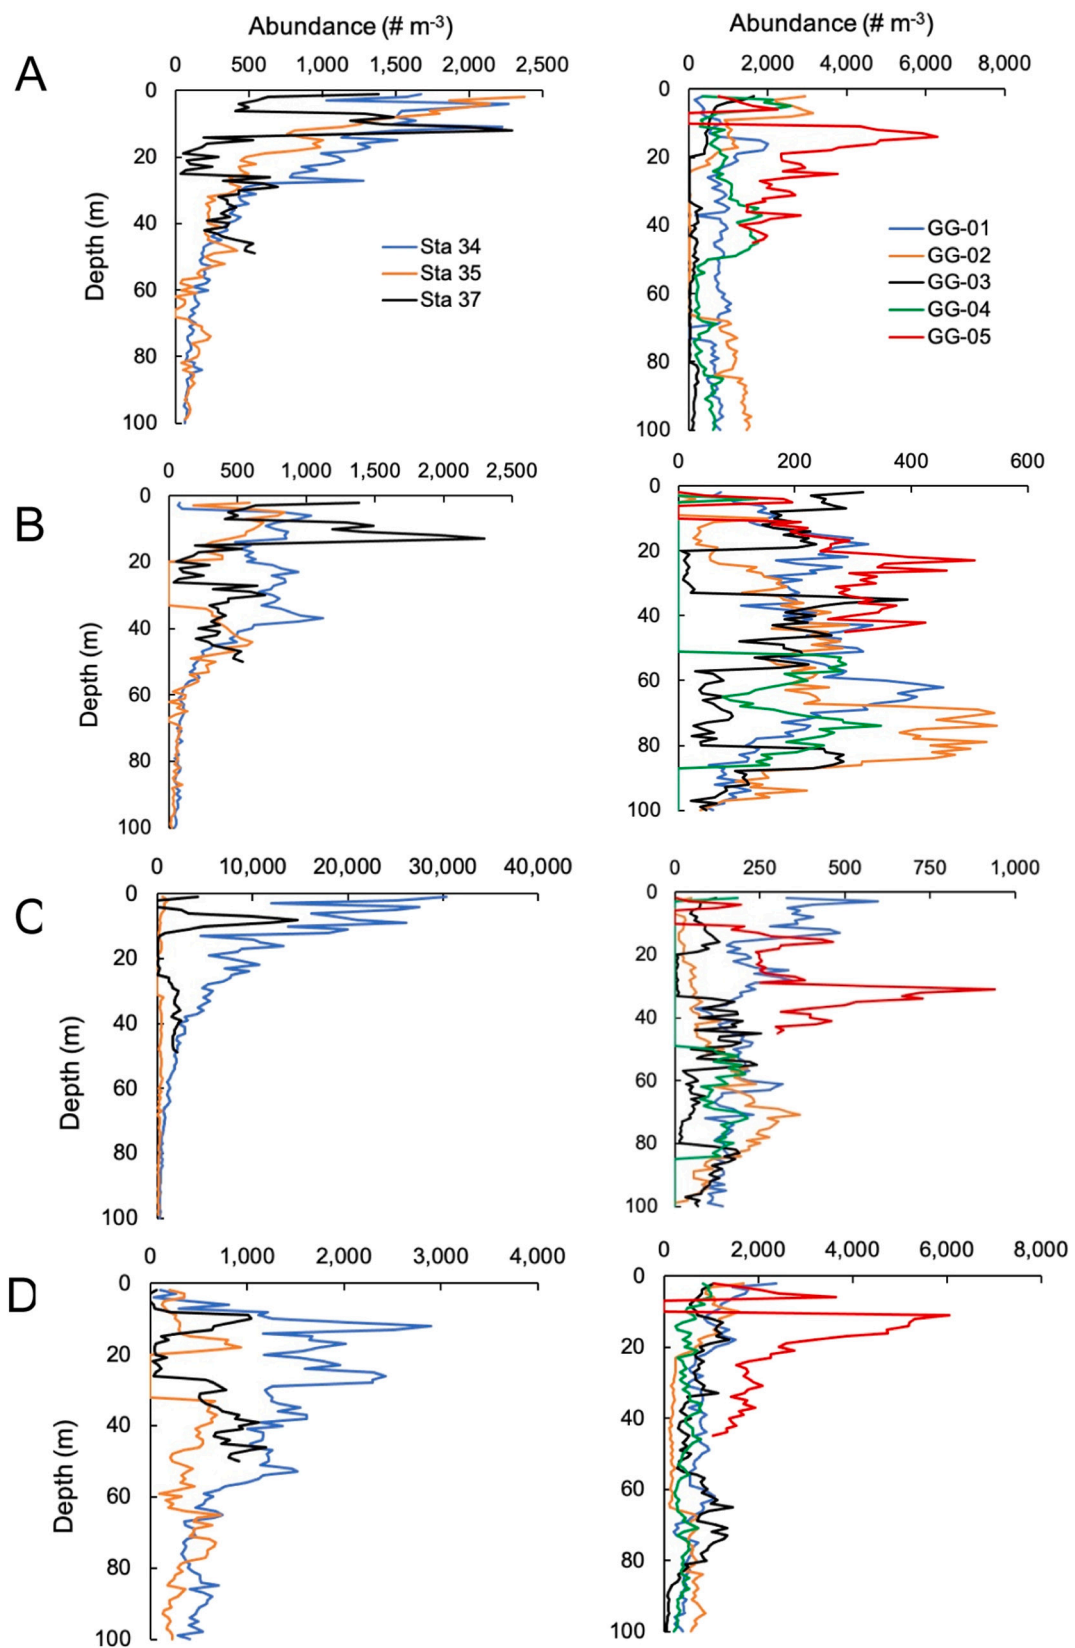 Abundance (# m-3) Abundance (# m-3)
A
0 500 1,000 1,500 2,000 2,500 0 2,000 4,000 6,000 8,000
0 0
20 20
40 40
60 60
80 80
100 100
Depth (m)
Sta 34
Sta 35
Sta 37
GG-01
GG-02
GG-03
GG-04
GG-05
B
0 500 1,000 1,500 2,000 2,500 0 200 400 600
0 0
20 20
40 40
60 60
80 80
100 100
Depth (m)
C
0 10,000 20,000 30,000 40,000 0 250 500 750 1,000
0 0
20 20
40 40
60 60
80 80
100 100
Depth (m)
D
0 1,000 2,000 3,000 4,000 0 2,000 4,000 6,000 8,000
0 0
20 20
40 40
60 60
80 80
100 100
Depth (m)